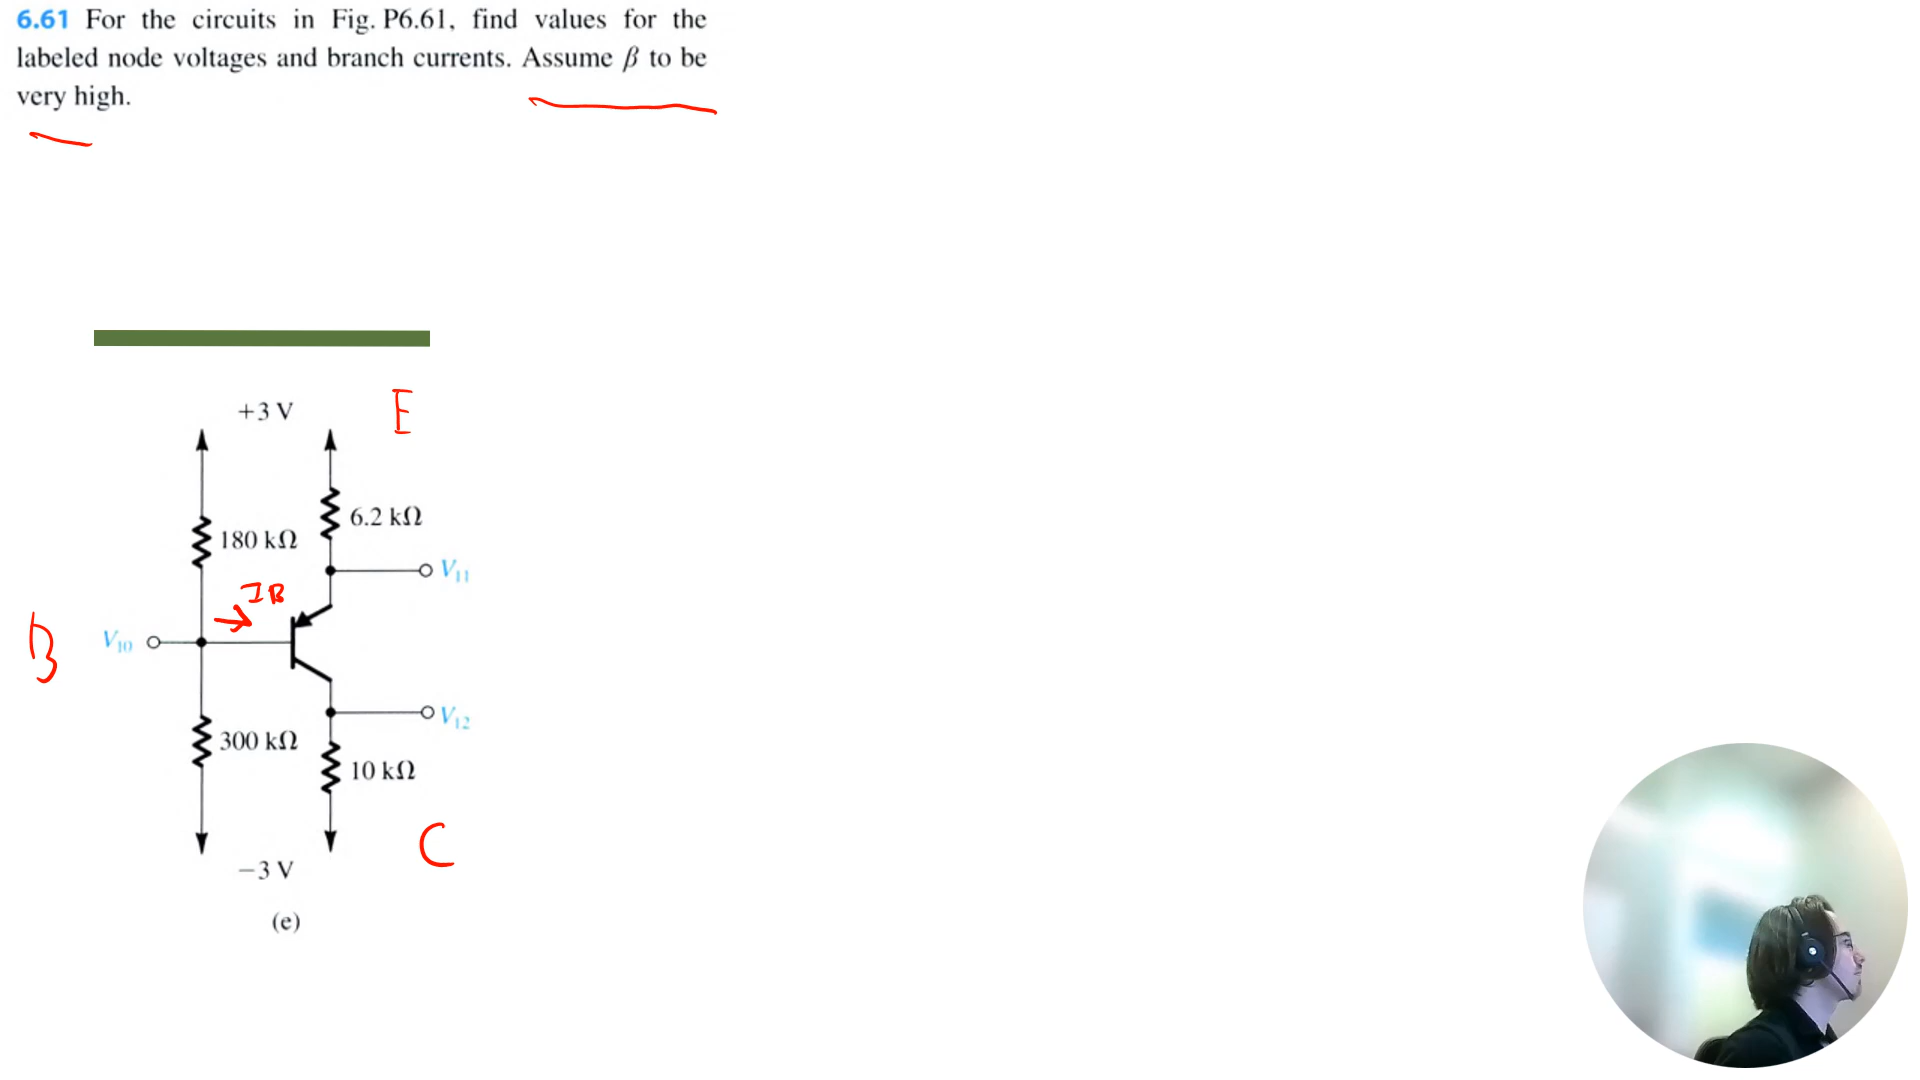 6.61 For the circuits in Fig. P6.61, find values for the
labeled node voltages and branch currents. Assume β to be
very high.
+3 V
E
6.2 kΩ
180 kΩ
V11
IB
B
V10
V12
300 kΩ
10 kΩ
C
−3 V
(e)